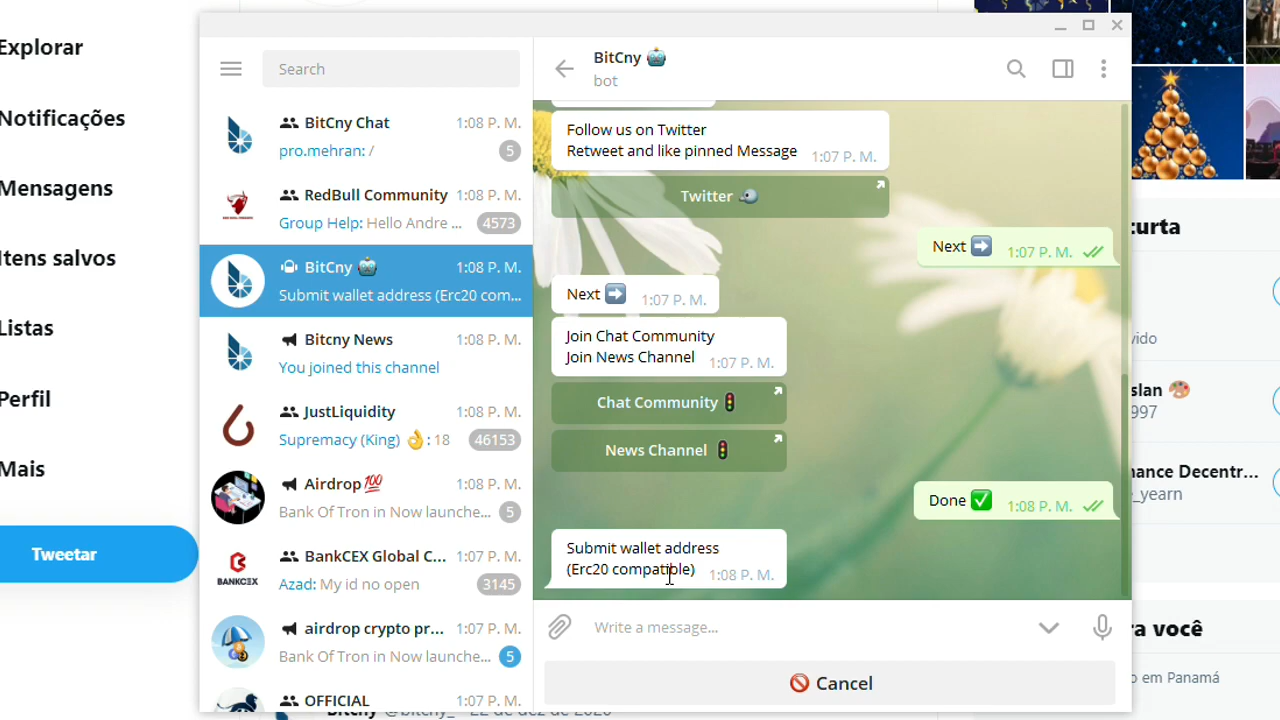 Explorar
Notificações
Mensagens
Itens salvos
Listas
Perfil
Mais
Tweetar
Search
BitCny Chat 1:08 P. M.
pro.mehran: / 5
RedBull Community 1:08 P. M.
Group Help: Hello Andre ... 4573
BitCny 🤖 1:08 P. M.
Submit wallet address (Erc20 com...
Bitcny News 1:08 P. M.
You joined this channel
JustLiquidity 1:08 P. M.
Supremacy (King) 👌: 18 46153
Airdrop💯 1:08 P. M.
Bank Of Tron in Now launche... 5
BankCEX Global C... 1:07 P. M.
BANKCEX
Azad: My id no open 3145
airdrop crypto pr... 1:07 P. M.
Bank Of Tron in Now launche... 5
OFFICIAL 1:07 P. M.
BitCny 🤖
bot
Follow us on Twitter
Retweet and like pinned Message 1:07 P. M.
Twitter 🐦
Next ➡️ 1:07 P. M.
Next ➡️ 1:07 P. M.
Join Chat Community
Join News Channel 1:07 P. M.
Chat Community 🚦
News Channel 🚦
Done ✅ 1:08 P. M.
Submit wallet address
(Erc20 compatible) 1:08 P. M.
Write a message...
🚫 Cancel
curta
vido
slan 🎨
997
nance Decentr...
_yearn
ra você
o em Panamá